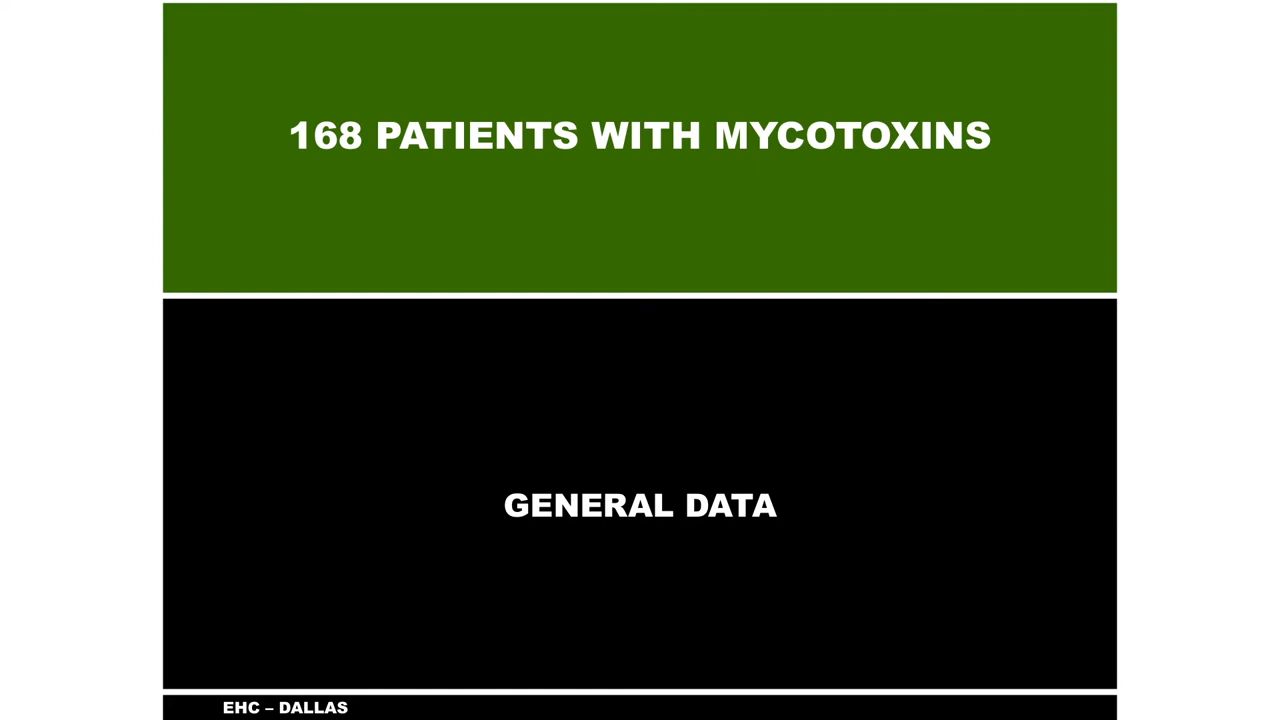 168 PATIENTS WITH MYCOTOXINS
GENERAL DATA
EHC – DALLAS